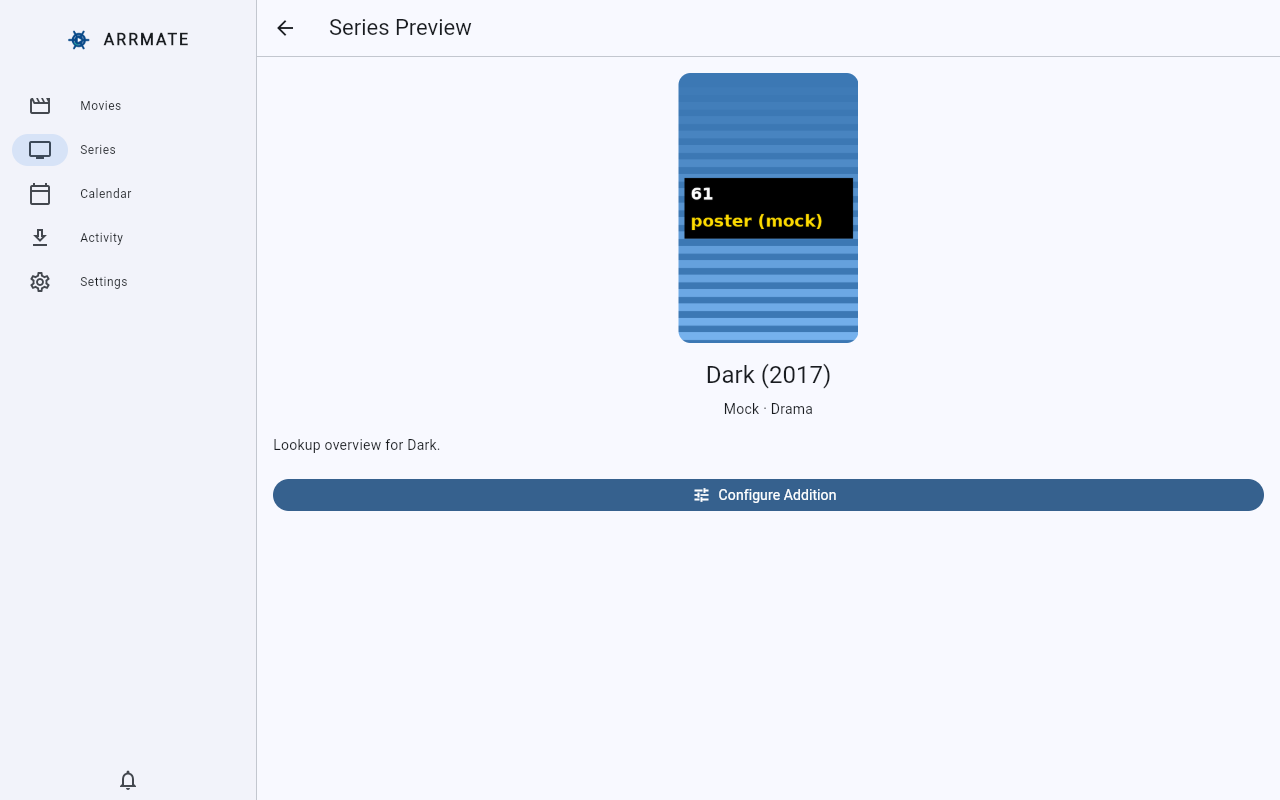 ARRMATE
Movies
Series
Calendar
Activity
Settings
Series Preview
61
poster (mock)
Dark (2017)
Mock · Drama
Lookup overview for Dark.
Configure Addition